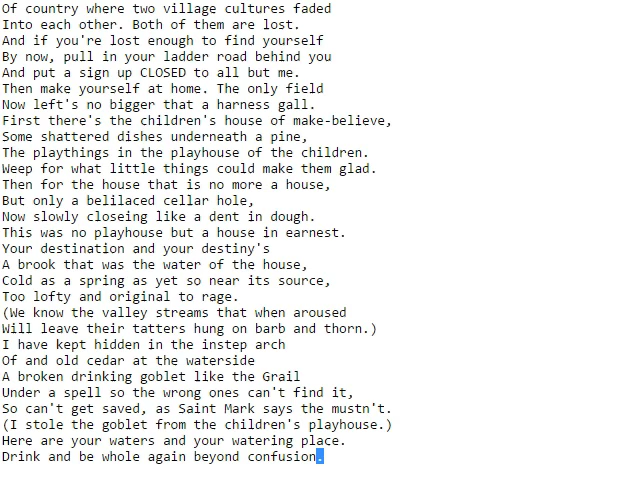 Of country where two village cultures faded
Into each other. Both of them are lost.
And if you're lost enough to find yourself
By now, pull in your ladder road behind you
And put a sign up CLOSED to all but me.
Then make yourself at home. The only field
Now left's no bigger that a harness gall.
First there's the children's house of make-believe,
Some shattered dishes underneath a pine,
The playthings in the playhouse of the children.
Weep for what little things could make them glad.
Then for the house that is no more a house,
But only a belilaced cellar hole,
Now slowly closeing like a dent in dough.
This was no playhouse but a house in earnest.
Your destination and your destiny's
A brook that was the water of the house,
Cold as a spring as yet so near its source,
Too lofty and original to rage.
(We know the valley streams that when aroused
Will leave their tatters hung on barb and thorn.)
I have kept hidden in the instep arch
Of and old cedar at the waterside
A broken drinking goblet like the Grail
Under a spell so the wrong ones can't find it,
So can't get saved, as Saint Mark says the mustn't.
(I stole the goblet from the children's playhouse.)
Here are your waters and your watering place.
Drink and be whole again beyond confusion.